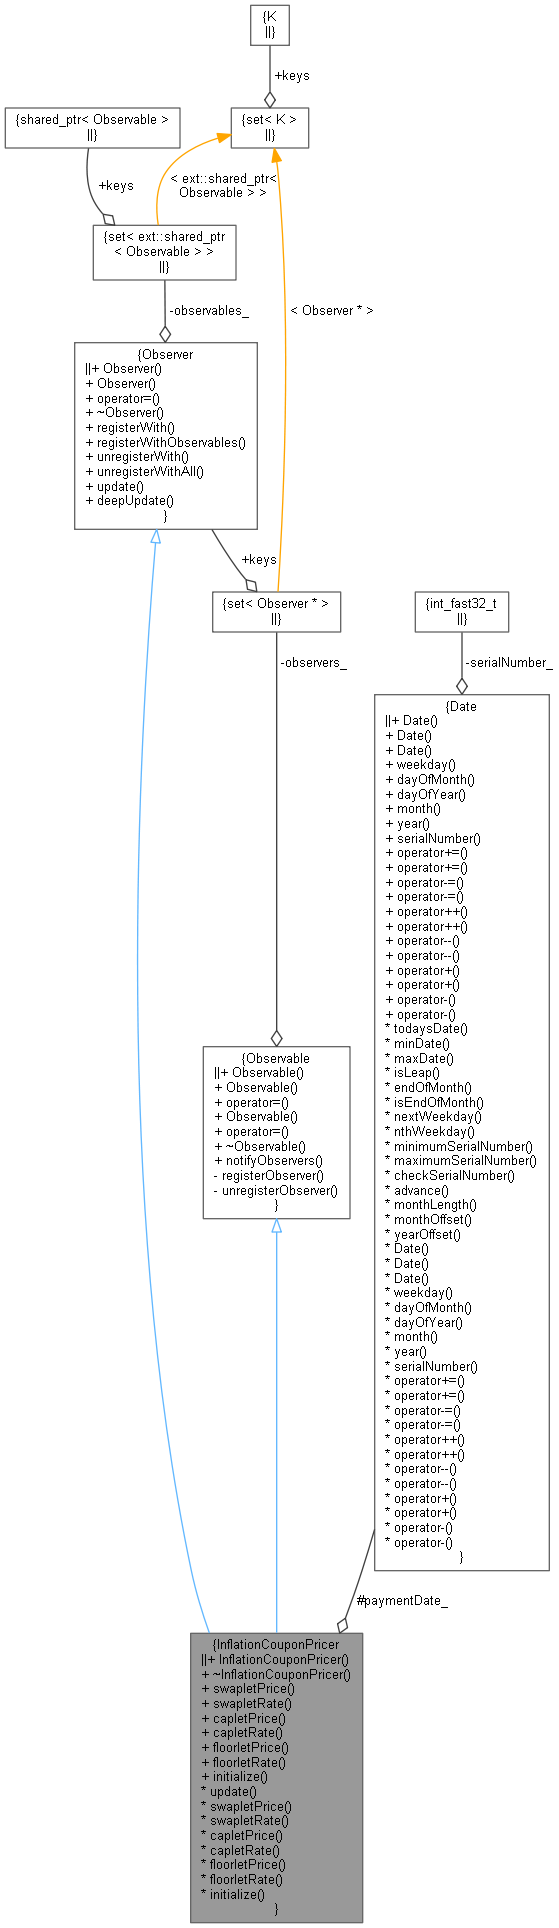 {K
||}
+keys
{shared_ptr< Observable >
||}
{set< K >
||}
+keys
< ext::shared_ptr<
Observable > >
{set< ext::shared_ptr
< Observable > >
||}
-observables_
< Observer * >
{Observer
||+ Observer()
+ Observer()
+ operator=()
+ ~Observer()
+ registerWith()
+ registerWithObservables()
+ unregisterWith()
+ unregisterWithAll()
+ update()
+ deepUpdate()
}
+keys
{set< Observer * >
||}
{int_fast32_t
||}
-observers_
-serialNumber_
{Date
||+ Date()
+ Date()
+ Date()
+ weekday()
+ dayOfMonth()
+ dayOfYear()
+ month()
+ year()
+ serialNumber()
+ operator+=()
+ operator+=()
+ operator-=()
+ operator-=()
+ operator++()
+ operator++()
+ operator--()
+ operator--()
+ operator+()
+ operator+()
+ operator-()
+ operator-()
* todaysDate()
* minDate()
* maxDate()
* isLeap()
* endOfMonth()
* isEndOfMonth()
* nextWeekday()
* nthWeekday()
* minimumSerialNumber()
* maximumSerialNumber()
* checkSerialNumber()
* advance()
* monthLength()
* monthOffset()
* yearOffset()
* Date()
* Date()
* Date()
* weekday()
* dayOfMonth()
* dayOfYear()
* month()
* year()
* serialNumber()
* operator+=()
* operator+=()
* operator-=()
* operator-=()
* operator++()
* operator++()
* operator--()
* operator--()
* operator+()
* operator+()
* operator-()
* operator-()
}
{Observable
||+ Observable()
+ Observable()
+ operator=()
+ Observable()
+ operator=()
+ ~Observable()
+ notifyObservers()
- registerObserver()
- unregisterObserver()
}
#paymentDate_
{InflationCouponPricer
||+ InflationCouponPricer()
+ ~InflationCouponPricer()
+ swapletPrice()
+ swapletRate()
+ capletPrice()
+ capletRate()
+ floorletPrice()
+ floorletRate()
+ initialize()
* update()
* swapletPrice()
* swapletRate()
* capletPrice()
* capletRate()
* floorletPrice()
* floorletRate()
* initialize()
}